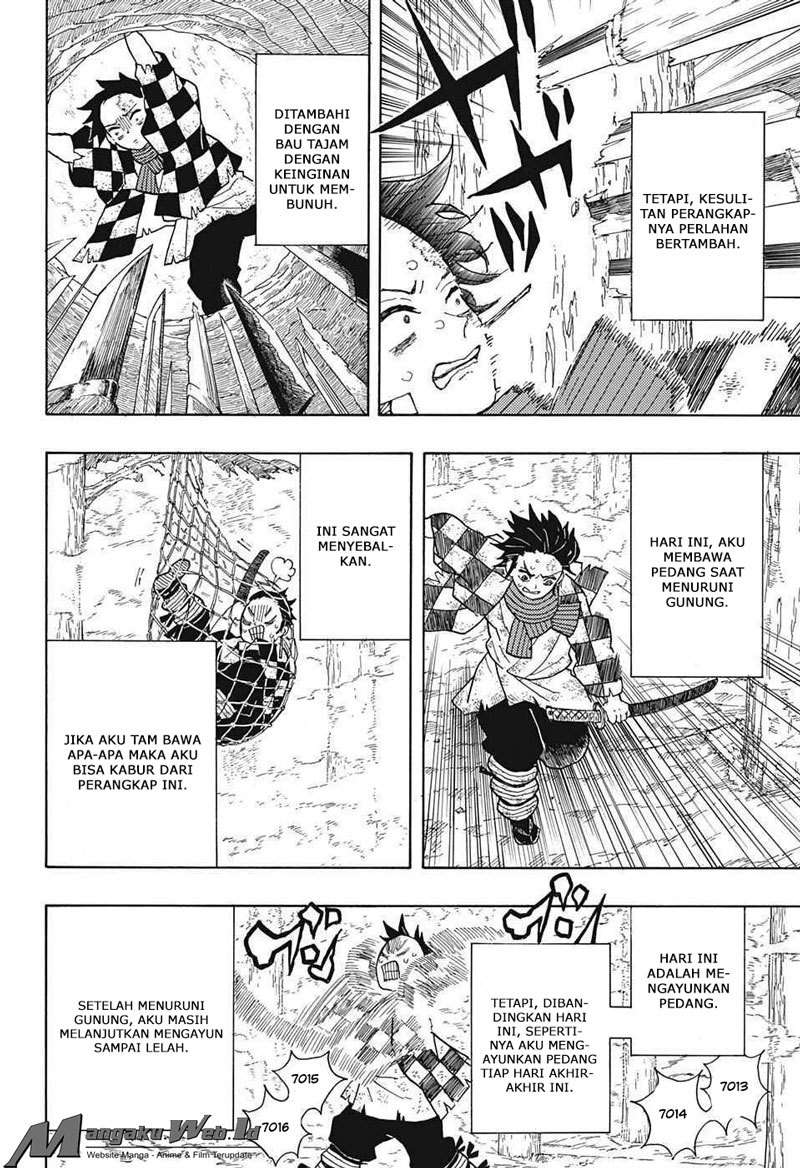 TETAPI, KESULI-
TAN PERANGKAP-
NYA PERLAHAN
BERTAMBAH.
DITAMBAHI
DENGAN
BAU TAJAM
DENGAN
KEINGINAN
UNTUK MEM-
BUNUH.
HARI INI, AKU
MEMBAWA
PEDANG SAAT
MENURUNI
GUNUNG.
INI SANGAT
MENYEBAL-
KAN.
JIKA AKU TAM BAWA
APA-APA MAKA AKU
BISA KABUR DARI
PERANGKAP INI.
HARI INI
ADALAH ME-
NGAYUNKAN
PEDANG.
7013
7014
TETAPI, DIBAN-
DINGKAN HARI
INI, SEPERTI-
NYA AKU MENG-
AYUNKAN PEDANG
TIAP HARI AKHIR-
AKHIR INI.
7015
7016
SETELAH MENURUNI
GUNUNG, AKU MASIH
MELANJUTKAN MENGAYUN
SAMPAI LELAH.
Mangaku.Web.Id
Website Manga - Anime & Film Terupdate